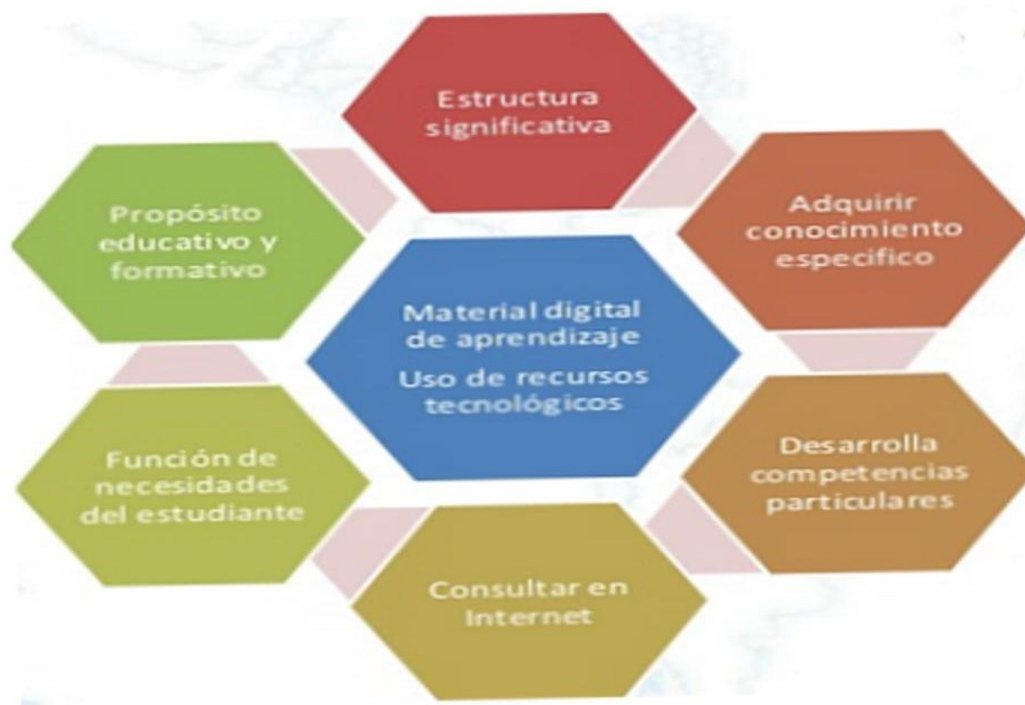 Estructura
significativa
Adquirir
conocimiento
especifico
Desarrolla
competencias
particulares
Consultar en
Internet
Función de
necesidades
del estudiante
Propósito
educativo y
formativo
Material digital
de aprendizaje
Uso de recursos
tecnológicos